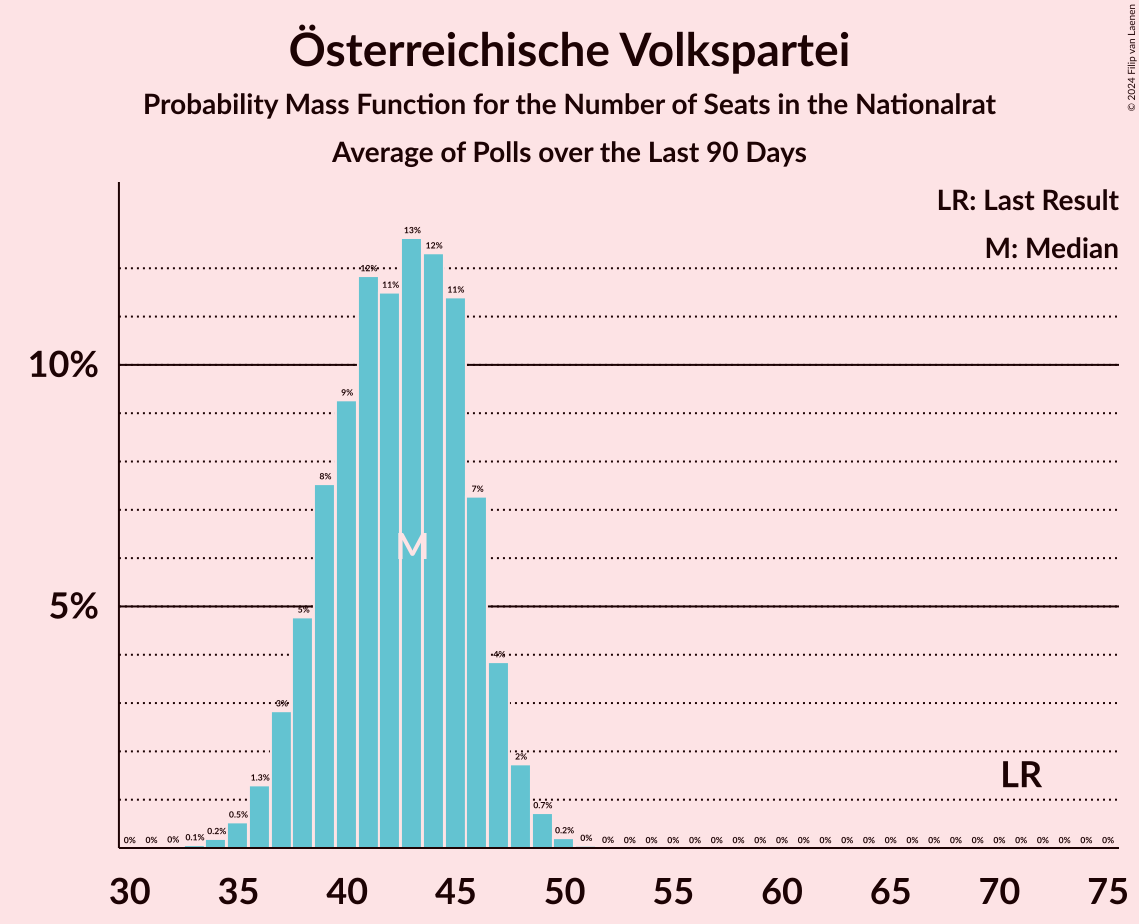 Österreichische Volkspartei
Probability Mass Function for the Number of Seats in the Nationalrat
Average of Polls over the Last 90 Days
© 2024 Filip van Laenen
LR: Last Result
M: Median
10%
5%
0% 0% 0% 0.1% 0.2% 0.5% 1.3% 3% 5% 8% 9% 12% 11% 13% 12% 11% 7% 4% 2% 0.7% 0.2% 0% 0% 0% 0% 0% 0% 0% 0% 0% 0% 0% 0% 0% 0% 0% 0% 0% 0% 0% 0% 0% 0% 0% 0% 0%
M
LR
30 35 40 45 50 55 60 65 70 75